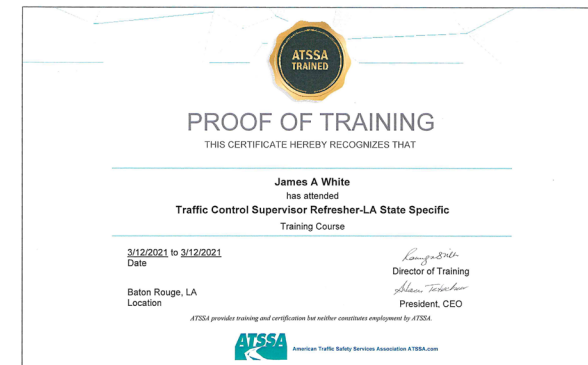 ATSSA
TRAINED
PROOF OF TRAINING
THIS CERTIFICATE HEREBY RECOGNIZES THAT
James A White
has attended
Traffic Control Supervisor Refresher-LA State Specific
Training Course
3/12/2021 to 3/12/2021
Date
Director of Training
Baton Rouge, LA
Location
President, CEO
ATSSA provides training and certification but neither constitutes employment by ATSSA.
ATSSA
American Traffic Safety Services Association ATSSA.com